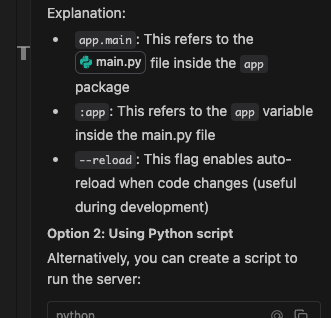 Explanation:
• app.main: This refers to the
main.py file inside the app
package
• :app: This refers to the app variable
inside the main.py file
• --reload: This flag enables auto-
reload when code changes (useful
during development)
Option 2: Using Python script
Alternatively, you can create a script to
run the server:
python